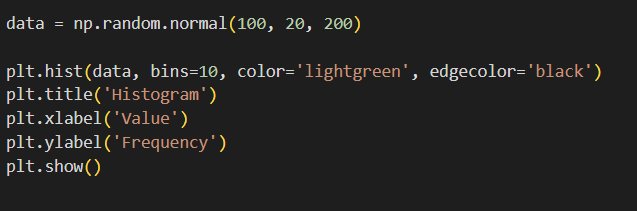 data = np.random.normal(100, 20, 200)
plt.hist(data, bins=10, color='lightgreen', edgecolor='black')
plt.title('Histogram')
plt.xlabel('Value')
plt.ylabel('Frequency')
plt.show()